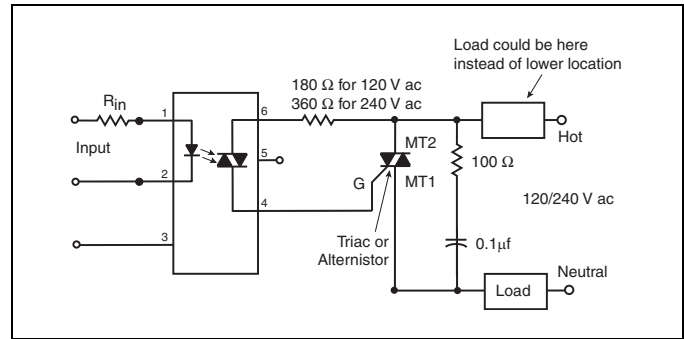 Load could be here
instead of lower location
180 Ω for 120 V ac
360 Ω for 240 V ac
Rin
1
6
Hot
MT2
Input
5
100 Ω
2
G
MT1
4
120/240 V ac
3
Triac or
Alternistor
0.1µf
Neutral
Load